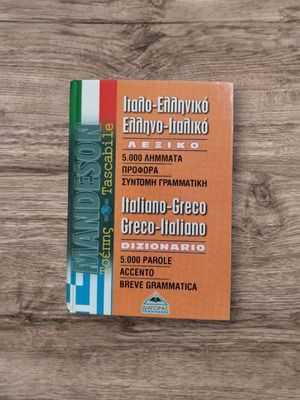 MANDESON
τσέπης - Tascabile
Ιταλο-Ελληνικό
Ελληνο-Ιταλικό
ΛΕΞΙΚΟ
5.000 ΛΗΜΜΑΤΑ
ΠΡΟΦΟΡΑ
ΣΥΝΤΟΜΗ ΓΡΑΜΜΑΤΙΚΗ
Italiano-Greco
Greco-Italiano
DIZIONARIO
5.000 PAROLE
ACCENTO
BREVE GRAMMATICA
ΔΙΑΓΟΡΑΣ